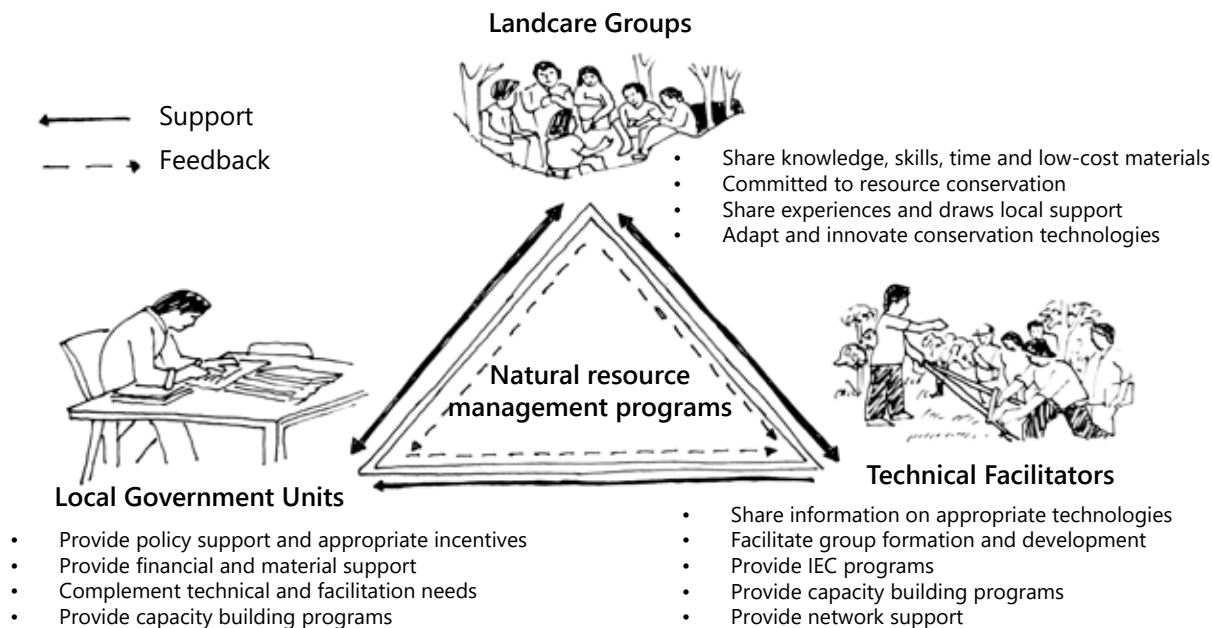 Landcare Groups
Support
Feedback
• Share knowledge, skills, time and low-cost materials
• Committed to resource conservation
• Share experiences and draws local support
• Adapt and innovate conservation technologies
Natural resource
management programs
Local Government Units
• Provide policy support and appropriate incentives
• Provide financial and material support
• Complement technical and facilitation needs
• Provide capacity building programs
Technical Facilitators
• Share information on appropriate technologies
• Facilitate group formation and development
• Provide IEC programs
• Provide capacity building programs
• Provide network support